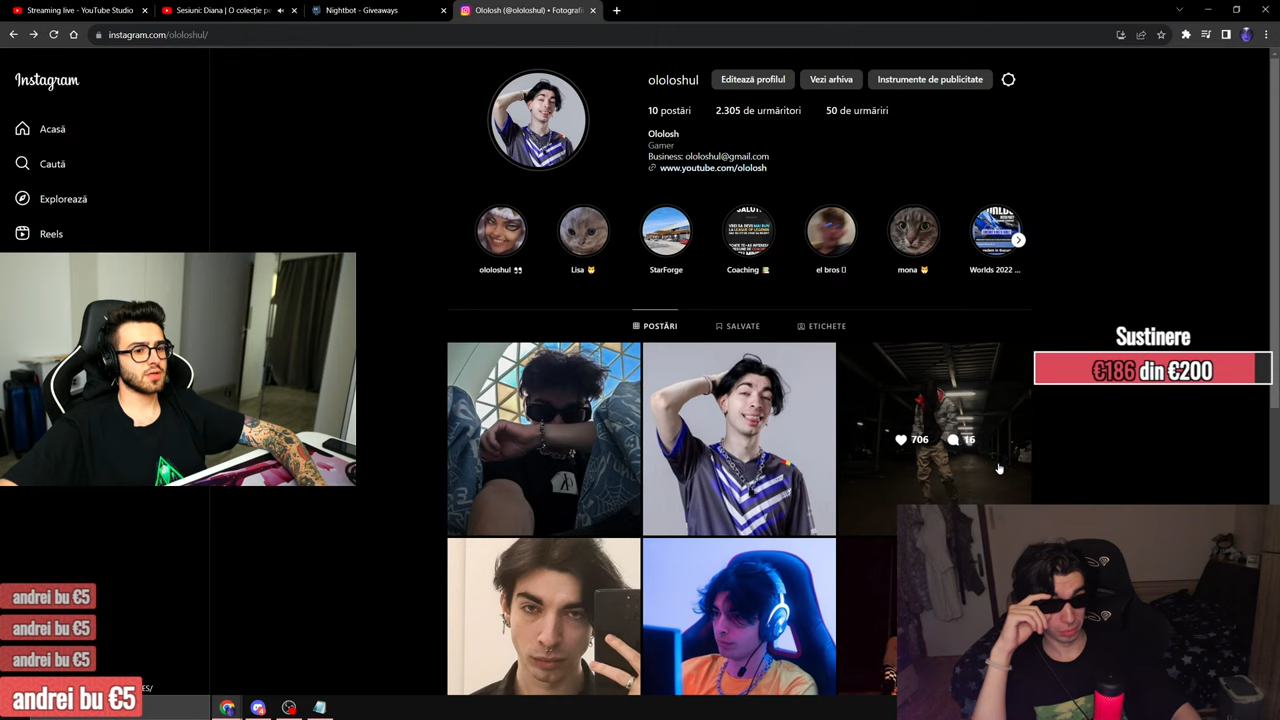 Streaming live - YouTube Studio
Sesiuni: Diana | O colecție pe
Nightbot - Giveaways
Ololosh (@ololoshul) • Fotografi
instagram.com/ololoshul/
Instagram
Acasă
Caută
Explorează
Reels
ololoshul
Editează profilul
Vezi arhiva
Instrumente de publicitate
10 postări
2.305 de urmăritori
50 de urmăriri
Ololosh
Gamer
Business: ololoshul@gmail.com
www.youtube.com/ololosh
SALUT!
ololoshul
Lisa
StarForge
Coaching
el bros
mona
Worlds 2022 ...
POSTĂRI
SALVATE
ETICHETE
706
16
Sustinere
€186 din €200
andrei bu €5
andrei bu €5
andrei bu €5
andrei bu €5
ES/